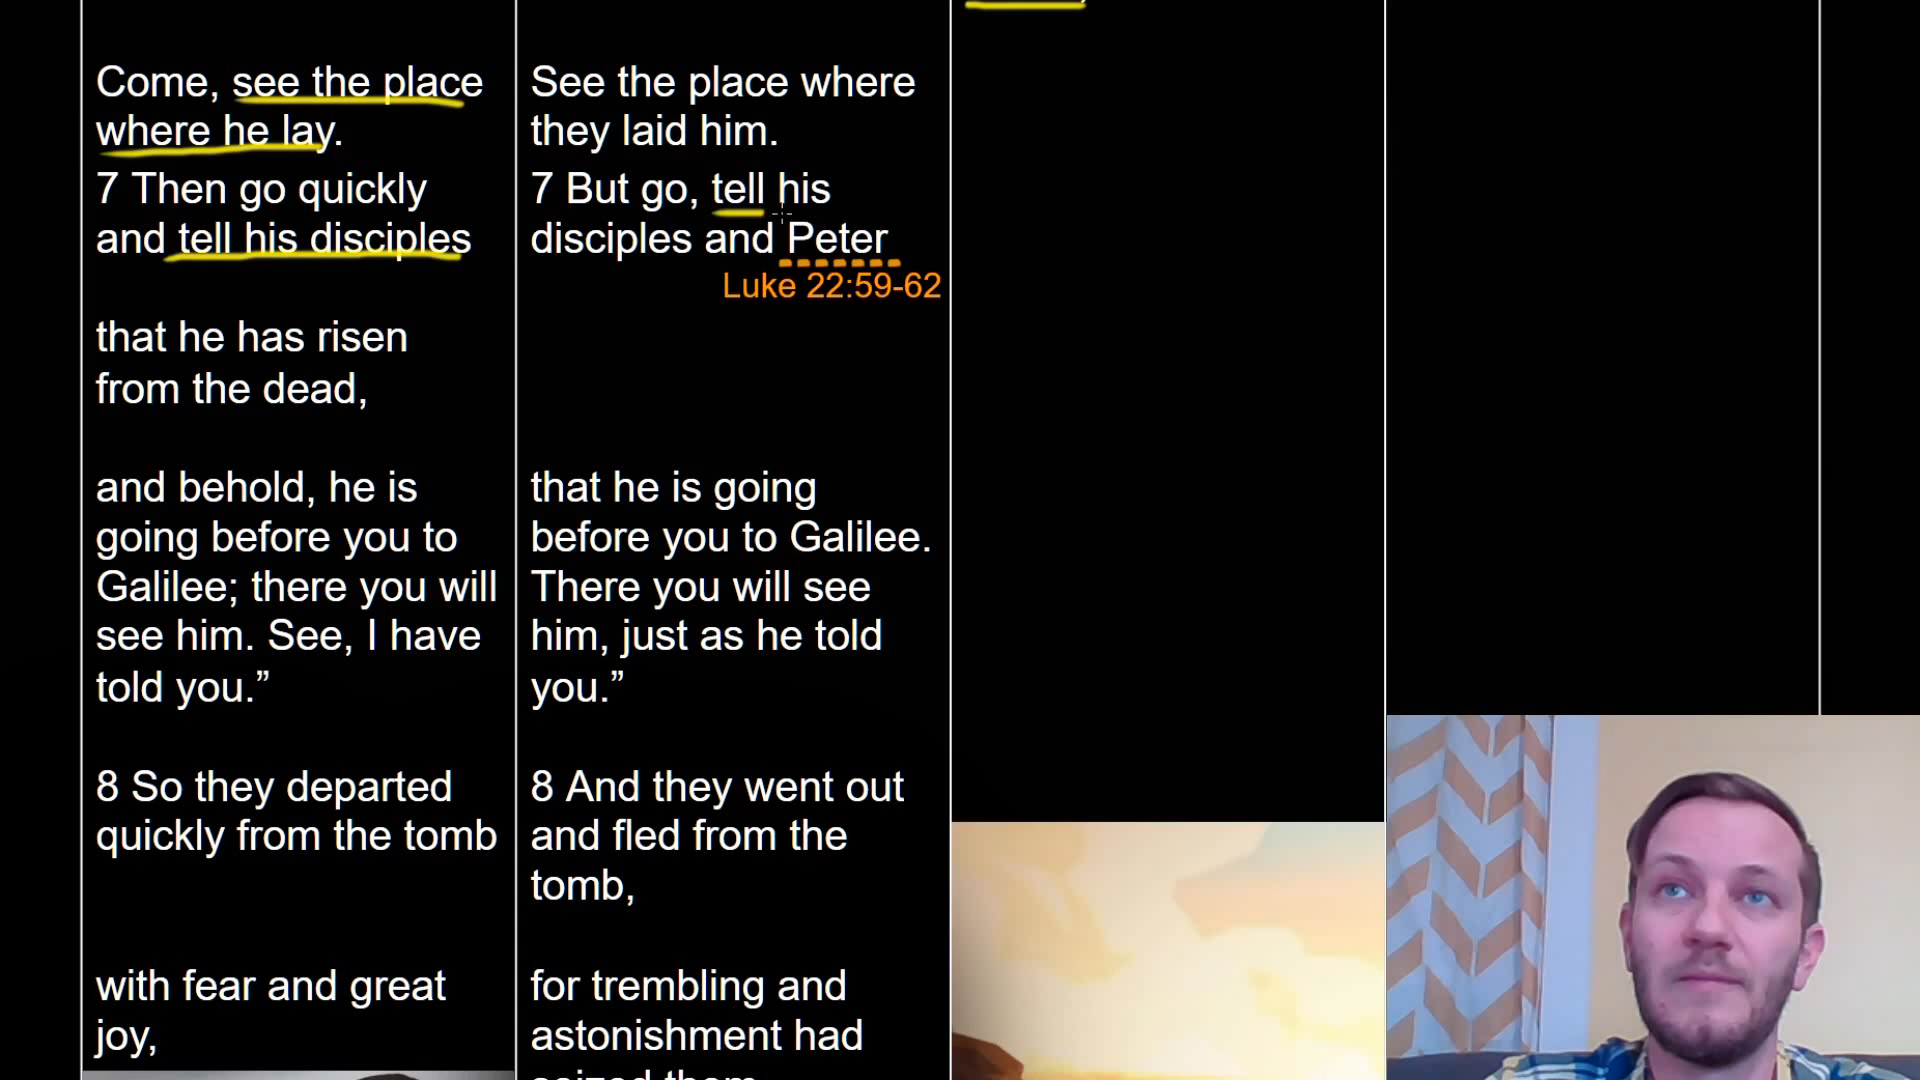 Come, see the place
where he lay.
7 Then go quickly
and tell his disciples
that he has risen
from the dead,
and behold, he is
going before you to
Galilee; there you will
see him. See, I have
told you.”
8 So they departed
quickly from the tomb
with fear and great
joy,
See the place where
they laid him.
7 But go, tell his
disciples and Peter
Luke 22:59-62
that he is going
before you to Galilee.
There you will see
him, just as he told
you.”
8 And they went out
and fled from the
tomb,
for trembling and
astonishment had
seized them